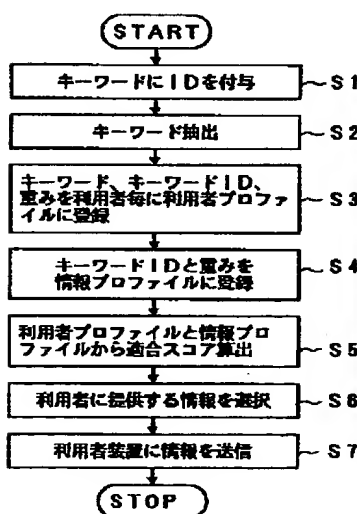 START
キーワードにIDを付与
S1
キーワード抽出
S2
キーワード、キーワードID、
重みを利用者毎に利用者プロファ
イルに登録
S3
キーワードIDと重みを
情報プロファイルに登録
S4
利用者プロファイルと情報プロ
ファイルから適合スコア算出
S5
利用者に提供する情報を選択
S6
利用者装置に情報を送信
S7
STOP